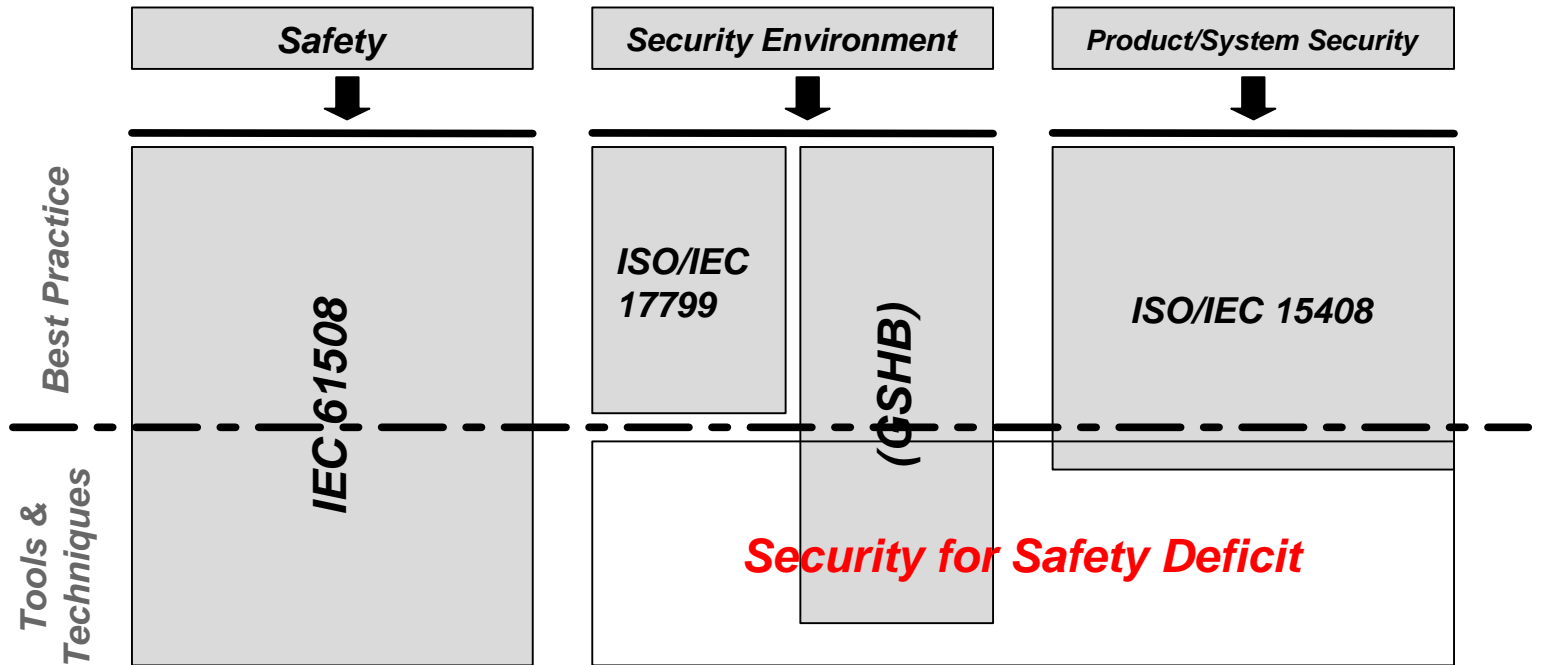 Safety
Security Environment
Product/System Security
Best Practice
IEC 61508
ISO/IEC
17799
(GSHB)
ISO/IEC 15408
Tools &
Techniques
Security for Safety Deficit